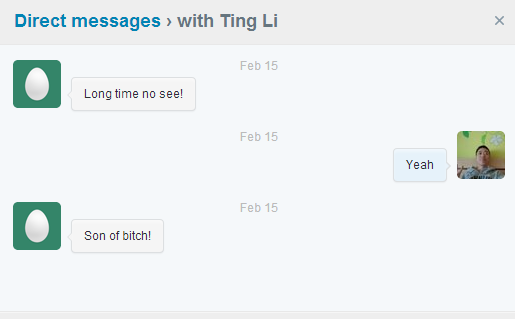 Direct messages › with Ting Li ×
Feb 15
Long time no see!
Feb 15
Yeah
Feb 15
Son of bitch!